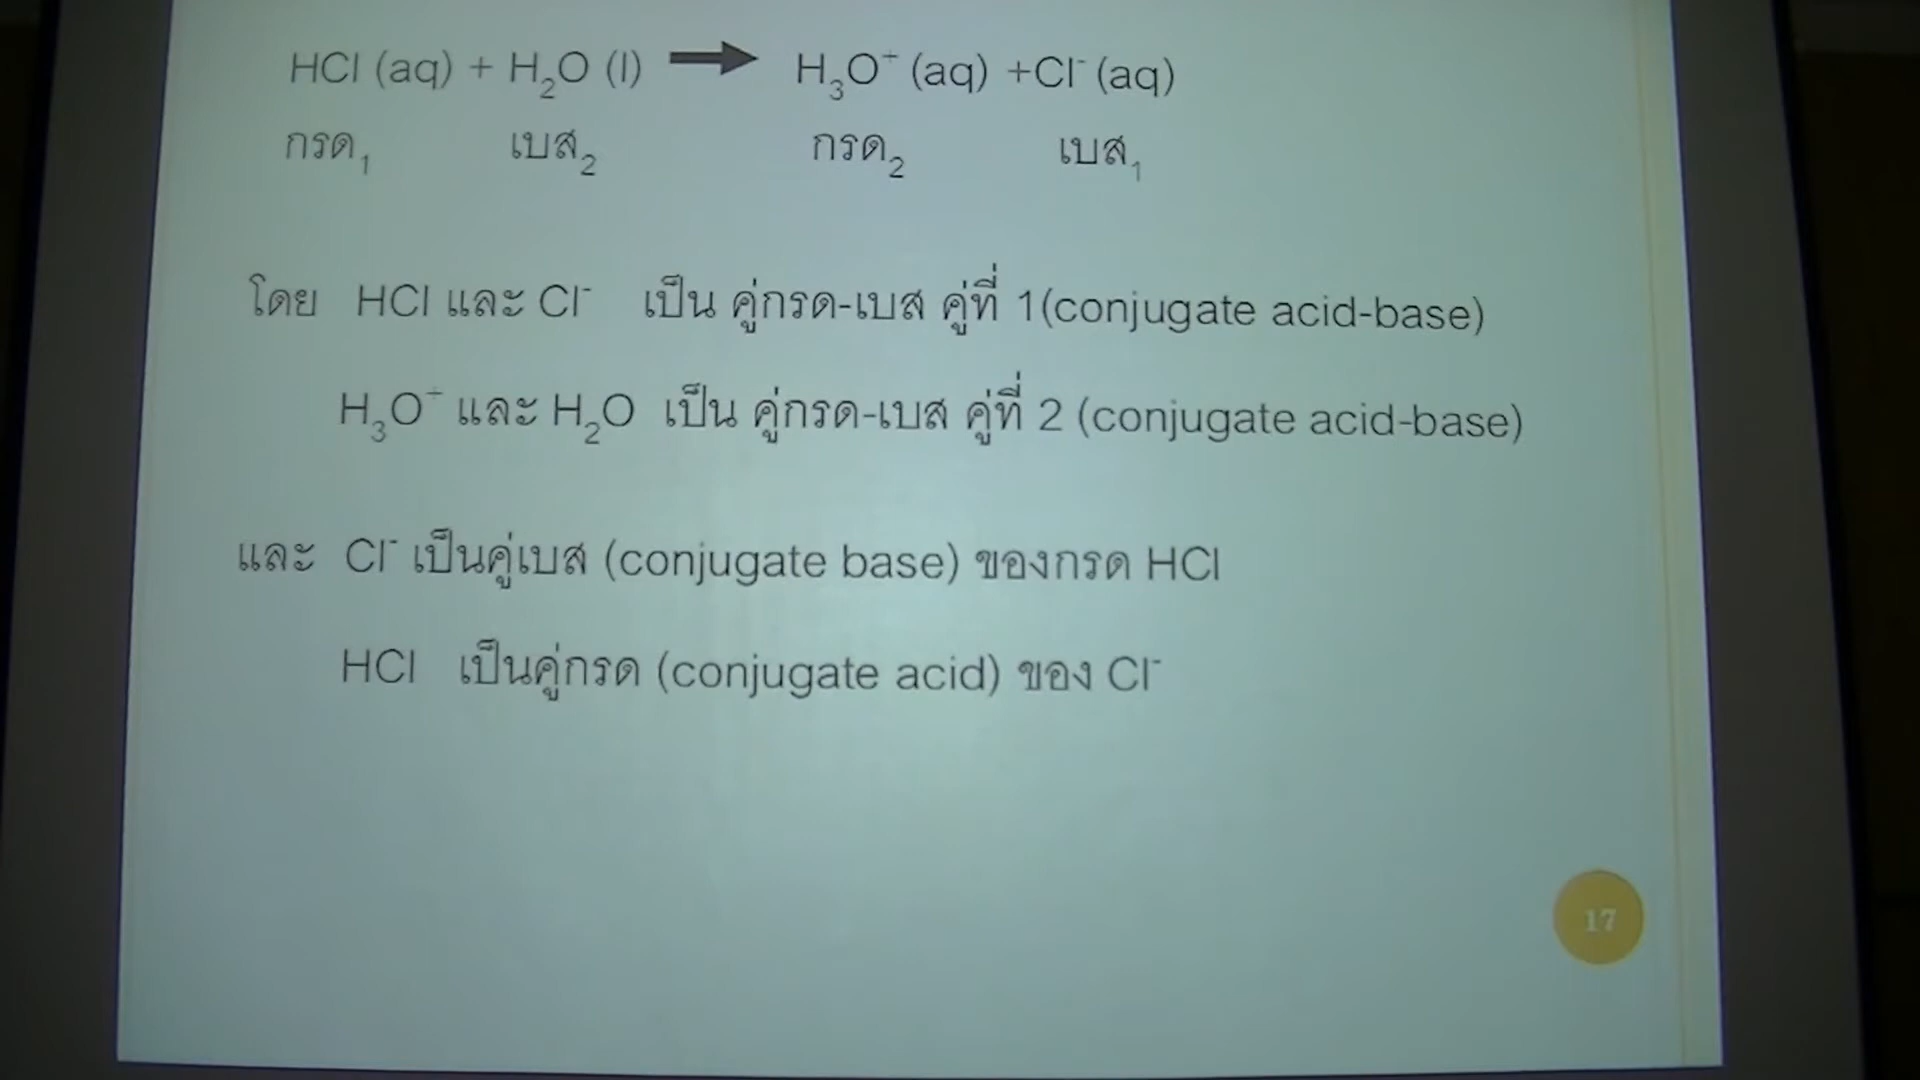 HCl (aq) + H₂O (l) → H₃O⁺ (aq) +Cl⁻ (aq)
กรด₁ เบส₂ กรด₂ เบส₁
โดย HCl และ Cl⁻ เป็น คู่กรด-เบส คู่ที่ 1(conjugate acid-base)
H₃O⁺ และ H₂O เป็น คู่กรด-เบส คู่ที่ 2 (conjugate acid-base)
และ Cl⁻ เป็นคู่เบส (conjugate base) ของกรด HCl
HCl เป็นคู่กรด (conjugate acid) ของ Cl⁻
17